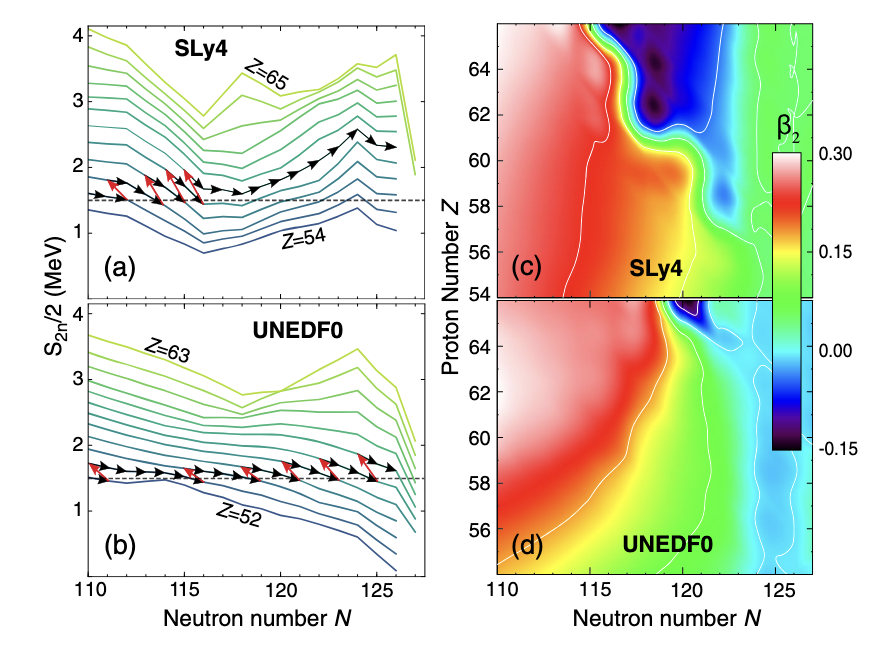 4
3
2
1
S2n/2 (MeV)
SLy4
Z=65
Z=54
(a)
4
3
2
1
UNEDF0
Z=63
Z=52
(b)
110 115 120 125
Neutron number N
Proton Number Z
64
62
60
58
56
54
(c)
SLy4
64
62
60
58
56
(d)
UNEDF0
110 115 120 125
Neutron number N
β2
0.30
0.15
0.00
-0.15